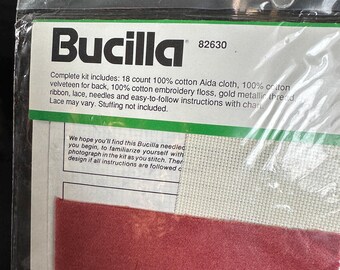 Bucilla® 82630
Complete kit includes: 18 count 100% cotton Aida cloth, 100% cotton
velveteen for back, 100% cotton embroidery floss, gold metallic thread,
ribbon, lace, needles and easy-to-follow instructions with chart.
Lace may vary. Stuffing not included.
We hope you'll find this Bucilla needlec
you begin, to familiarize yourself with
photograph in the kit as you stitch. Then
design if all instructions are followed c